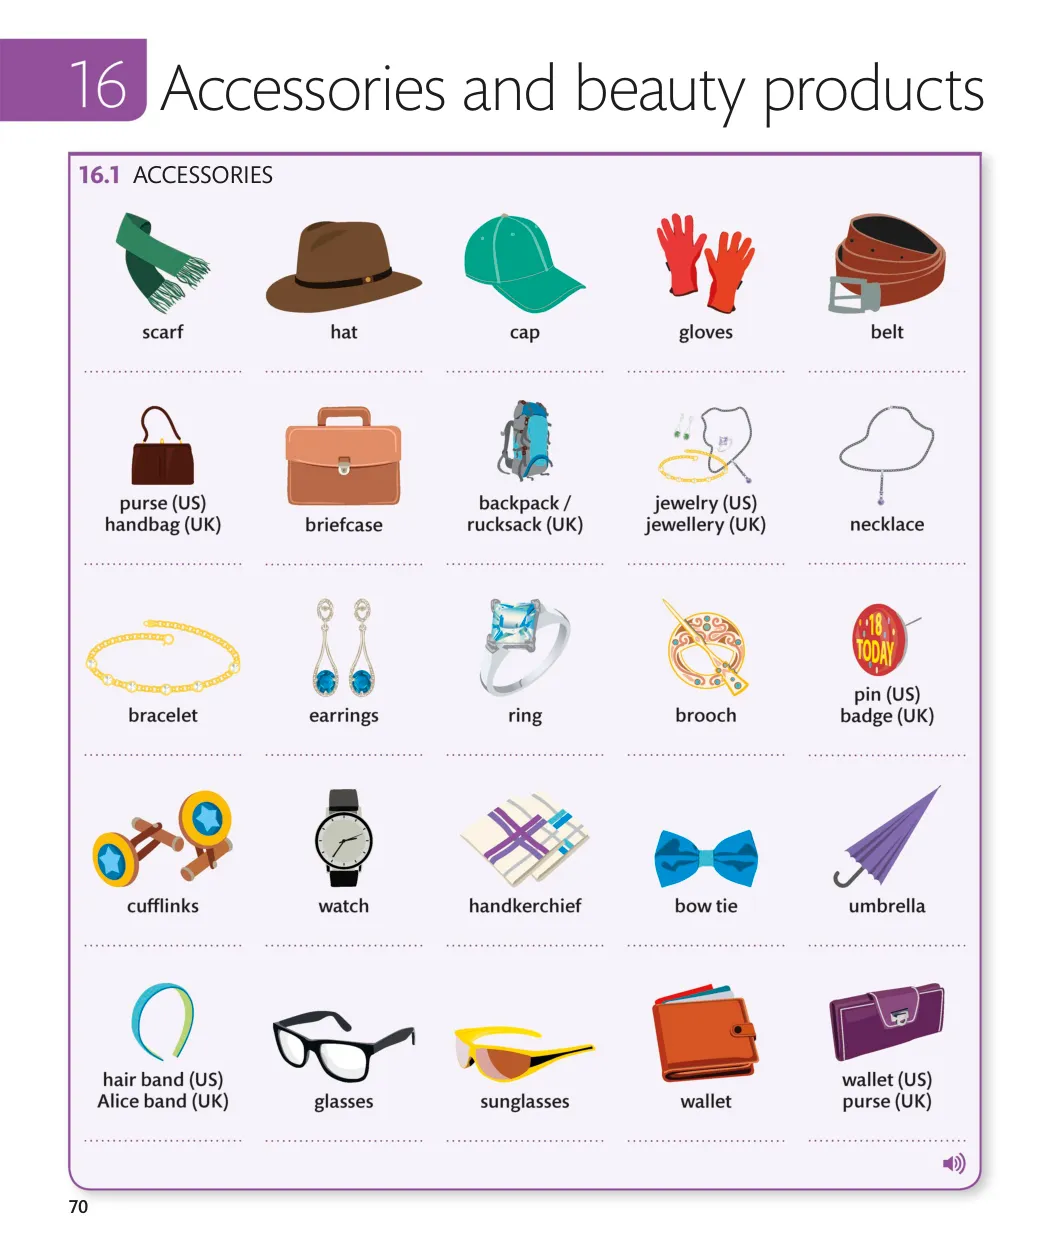 16 Accessories and beauty products
16.1 ACCESSORIES
scarf
hat
cap
gloves
belt
purse (US)
handbag (UK)
briefcase
backpack /
rucksack (UK)
jewelry (US)
jewellery (UK)
necklace
bracelet
earrings
ring
brooch
18
TODAY
pin (US)
badge (UK)
cufflinks
watch
handkerchief
bow tie
umbrella
hair band (US)
Alice band (UK)
glasses
sunglasses
wallet
wallet (US)
purse (UK)
70